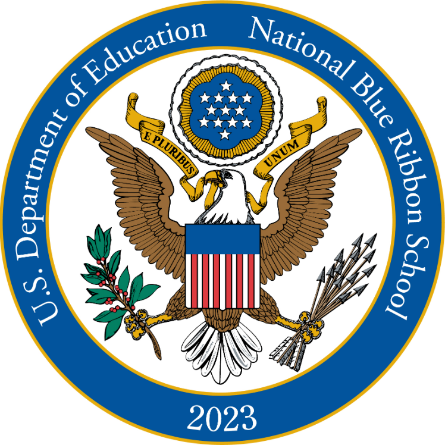 U.S. Department of Education National Blue Ribbon School
E PLURIBUS UNUM
2023